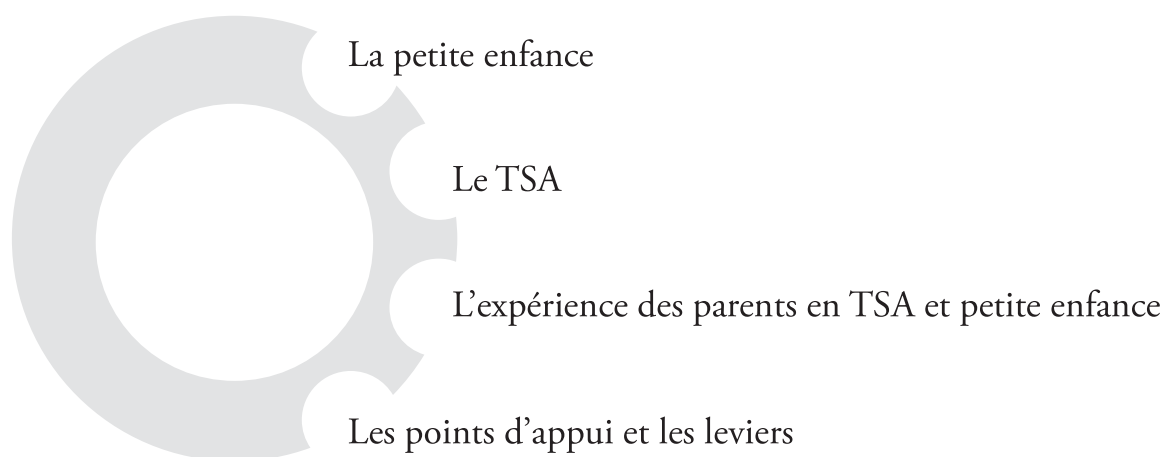 La petite enfance
Le TSA
L’expérience des parents en TSA et petite enfance
Les points d’appui et les leviers